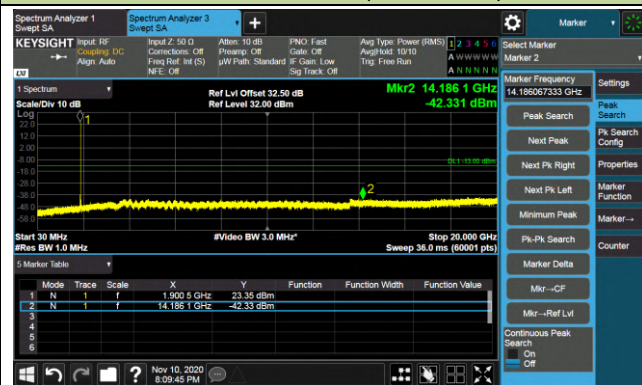 Spectrum Analyzer 1
Swept SA
Spectrum Analyzer 3
Swept SA
Marker
KEYSIGHT
LXI
Input: RF
Coupling: DC
Align: Auto
Input Z: 50 Ω
Corrections: Off
Freq Ref: Int (S)
NFE: Off
Atten: 10 dB
Preamp: Off
µW Path: Standard
PNO: Fast
Gate: Off
IF Gain: Low
Sig Track: Off
Avg Type: Power (RMS)
Avg|Hold: 10/10
Trig: Free Run
1 2 3 4 5 6
A W W W W W
A N N N N N
Select Marker
Marker 2
1 Spectrum
Scale/Div 10 dB
Log
Ref Lvl Offset 32.50 dB
Ref Level 32.00 dBm
Mkr2 14.186 1 GHz
-42.331 dBm
22.0
12.0
2.00
-8.00
-18.0
-28.0
-38.0
-48.0
-58.0
1
2
DL1 -13.00 dBm
Start 30 MHz
#Res BW 1.0 MHz
#Video BW 3.0 MHz*
Stop 20.000 GHz
Sweep 36.0 ms (60001 pts)
5 Marker Table
Mode Trace Scale X Y Function Function Width Function Value
1 N 1 f 1.900 5 GHz 23.35 dBm
2 N 1 f 14.186 1 GHz -42.33 dBm
3
4
5
6
Marker Frequency
14.186067333 GHz
Peak Search
Next Peak
Next Pk Right
Next Pk Left
Minimum Peak
Pk-Pk Search
Marker Delta
Mkr→CF
Mkr→Ref Lvl
Continuous Peak
Search
On
Off
Settings
Peak
Search
Pk Search
Config
Properties
Marker
Function
Marker→
Counter
?
Nov 10, 2020
8:09:45 PM